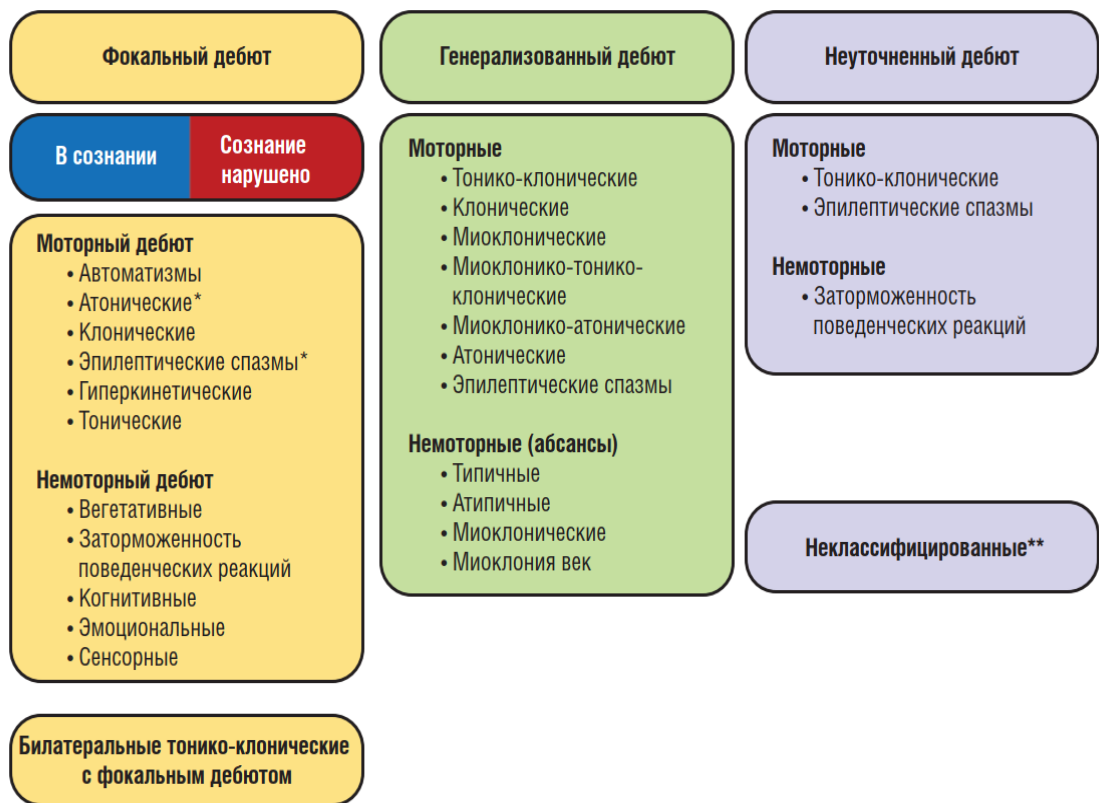 Фокальный дебют
В сознании
Сознание
нарушено
Моторный дебют
• Автоматизмы
• Атонические*
• Клонические
• Эпилептические спазмы*
• Гиперкинетические
• Тонические
Немоторный дебют
• Вегетативные
• Заторможенность
поведенческих реакций
• Когнитивные
• Эмоциональные
• Сенсорные
Билатеральные тонико-клонические
с фокальным дебютом
Генерализованный дебют
Моторные
• Тонико-клонические
• Клонические
• Миоклонические
• Миоклонико-тонико-
клонические
• Миоклонико-атонические
• Атонические
• Эпилептические спазмы
Немоторные (абсансы)
• Типичные
• Атипичные
• Миоклонические
• Миоклония век
Неуточненный дебют
Моторные
• Тонико-клонические
• Эпилептические спазмы
Немоторные
• Заторможенность
поведенческих реакций
Неклассифицированные**